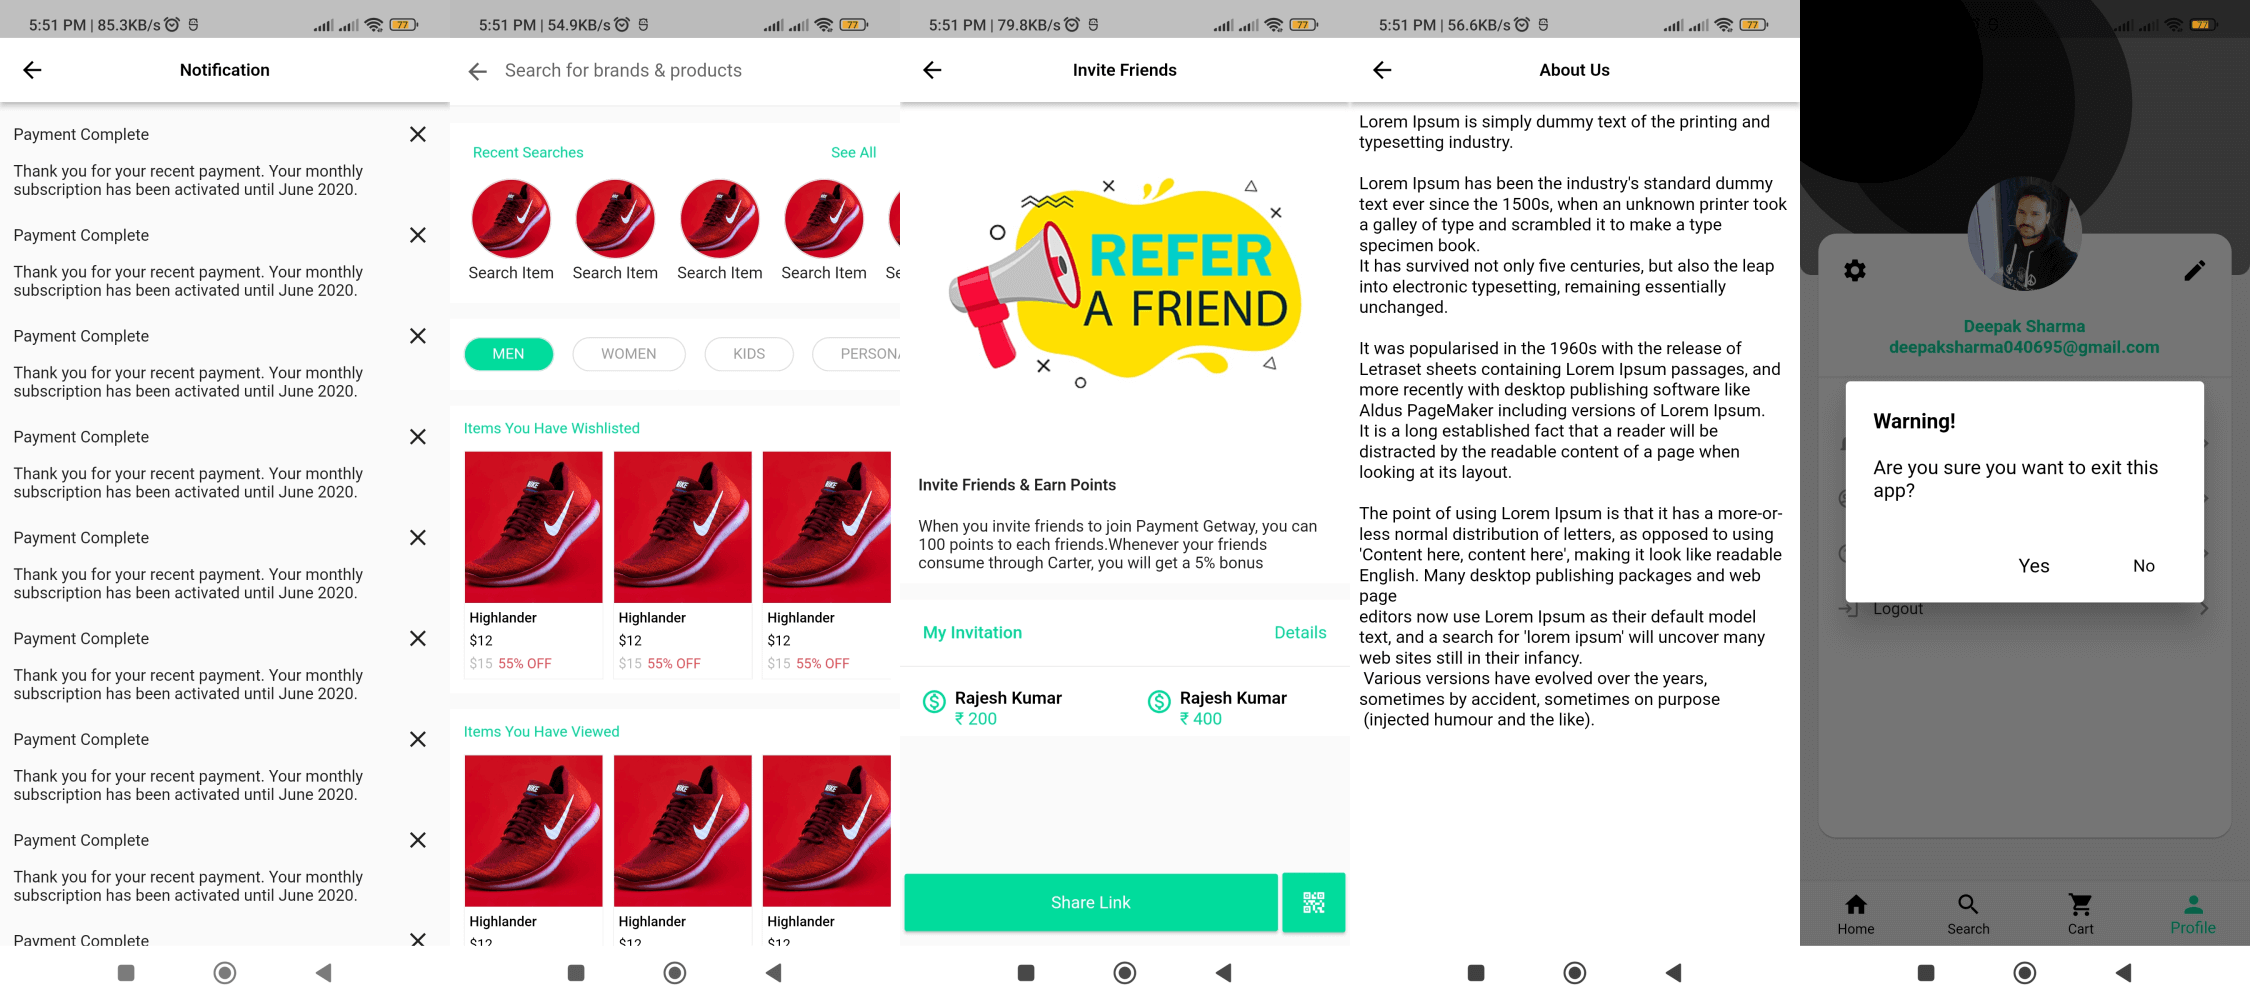 5:51 PM | 85.3KB/s
77
Notification
Payment Complete
Thank you for your recent payment. Your monthly
subscription has been activated until June 2020.
Payment Complete
Thank you for your recent payment. Your monthly
subscription has been activated until June 2020.
Payment Complete
Thank you for your recent payment. Your monthly
subscription has been activated until June 2020.
Payment Complete
Thank you for your recent payment. Your monthly
subscription has been activated until June 2020.
Payment Complete
Thank you for your recent payment. Your monthly
subscription has been activated until June 2020.
Payment Complete
Thank you for your recent payment. Your monthly
subscription has been activated until June 2020.
Payment Complete
Thank you for your recent payment. Your monthly
subscription has been activated until June 2020.
Payment Complete
Thank you for your recent payment. Your monthly
subscription has been activated until June 2020.
Payment Complete
5:51 PM | 54.9KB/s
77
Search for brands & products
Recent Searches See All
Search Item Search Item Search Item Search Item Se
MEN WOMEN KIDS PERSONA
Items You Have Wishlisted
NIKE NIKE NIKE
Highlander Highlander Highlander
$12 $12 $12
$15 55% OFF $15 55% OFF $15 55% OFF
Items You Have Viewed
NIKE NIKE NIKE
Highlander Highlander Highlander
$12 $12 $12
5:51 PM | 79.8KB/s
77
Invite Friends
REFER
A FRIEND
Invite Friends & Earn Points
When you invite friends to join Payment Getway, you can
100 points to each friends.Whenever your friends
consume through Carter, you will get a 5% bonus
My Invitation Details
Rajesh Kumar Rajesh Kumar
₹ 200 ₹ 400
Share Link
5:51 PM | 56.6KB/s
77
About Us
Lorem Ipsum is simply dummy text of the printing and
typesetting industry.
Lorem Ipsum has been the industry's standard dummy
text ever since the 1500s, when an unknown printer took
a galley of type and scrambled it to make a type
specimen book.
It has survived not only five centuries, but also the leap
into electronic typesetting, remaining essentially
unchanged.
It was popularised in the 1960s with the release of
Letraset sheets containing Lorem Ipsum passages, and
more recently with desktop publishing software like
Aldus PageMaker including versions of Lorem Ipsum.
It is a long established fact that a reader will be
distracted by the readable content of a page when
looking at its layout.
The point of using Lorem Ipsum is that it has a more-or-
less normal distribution of letters, as opposed to using
'Content here, content here', making it look like readable
English. Many desktop publishing packages and web
page
editors now use Lorem Ipsum as their default model
text, and a search for 'lorem ipsum' will uncover many
web sites still in their infancy.
Various versions have evolved over the years,
sometimes by accident, sometimes on purpose
(injected humour and the like).
77
Deepak Sharma
deepaksharma040695@gmail.com
Warning!
Are you sure you want to exit this
app?
Yes No
Logout
Home Search Cart Profile